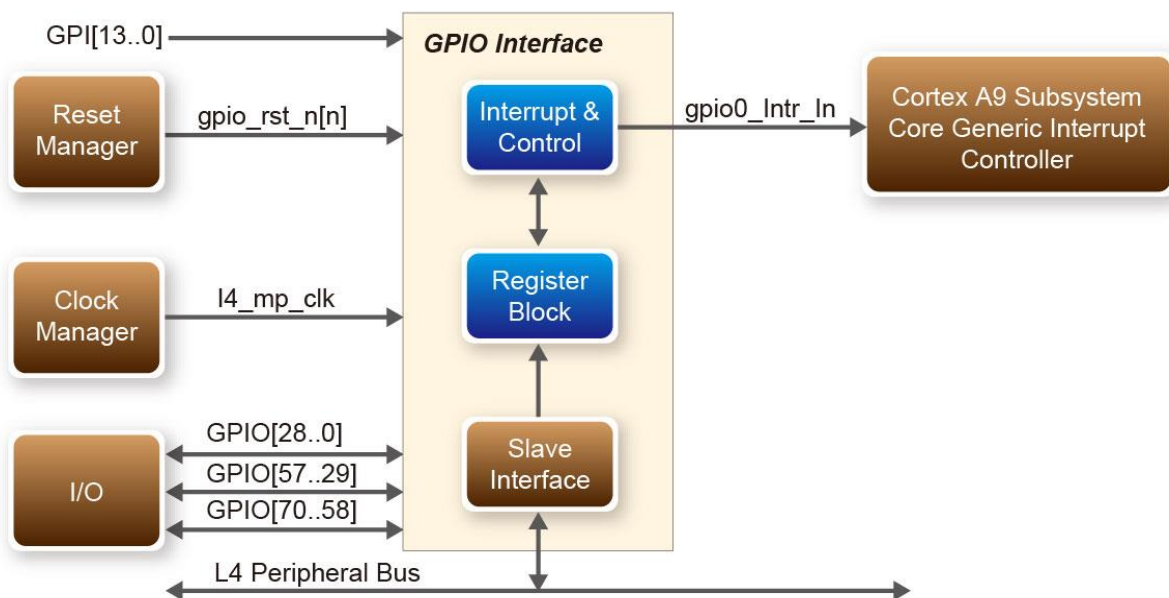 GPI[13..0]
GPIO Interface
Reset
Manager
gpio_rst_n[n]
Interrupt &
Control
gpio0_Intr_In
Cortex A9 Subsystem
Core Generic Interrupt
Controller
Clock
Manager
l4_mp_clk
Register
Block
I/O
GPIO[28..0]
GPIO[57..29]
GPIO[70..58]
Slave
Interface
L4 Peripheral Bus